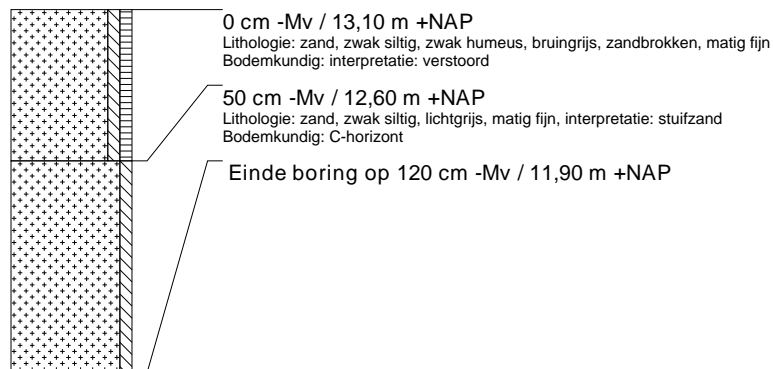 0 cm -Mv / 13,10 m +NAP
Lithologie: zand, zwak siltig, zwak humeus, bruingrijs, zandbrokken, matig fijn
Bodemkundig: interpretatie: verstoord
50 cm -Mv / 12,60 m +NAP
Lithologie: zand, zwak siltig, lichtgrijs, matig fijn, interpretatie: stuifzand
Bodemkundig: C-horizont
Einde boring op 120 cm -Mv / 11,90 m +NAP